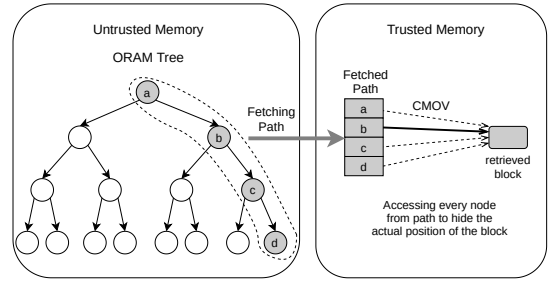 Untrusted Memory
ORAM Tree
a
b
c
d
Fetching
Path
Trusted Memory
Fetched
Path
a
b
c
d
CMOV
retrieved
block
Accessing every node
from path to hide the
actual position of the block